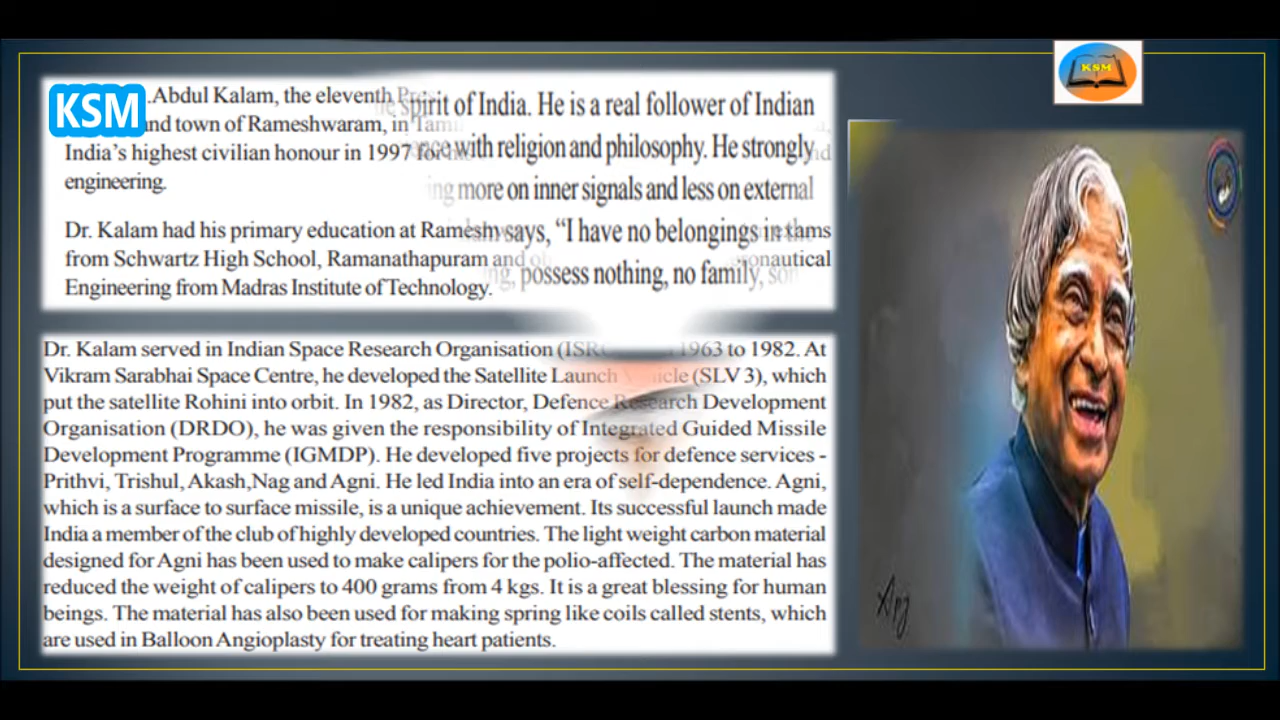 KSM
KSM
.Abdul Kalam, the eleventh
and town of Rameshwaram, in
India's highest civilian honour in 1997 for
engineering.
spirit of India. He is a real follower of Indian
with religion and philosophy. He strongly
more on inner signals and less on external
says, "I have no belongings in
possess nothing, no family,
Dr. Kalam had his primary education at
from Schwartz High School, Ramanathapuram and
Engineering from Madras Institute of Technology.
Dr. Kalam served in Indian Space Research Organisation 1963 to 1982. At
Vikram Sarabhai Space Centre, he developed the Satellite Launch (SLV 3), which
put the satellite Rohini into orbit. In 1982, as Director, Defence Research Development
Organisation (DRDO), he was given the responsibility of Integrated Guided Missile
Development Programme (IGMDP). He developed five projects for defence services -
Prithvi, Trishul, Akash,Nag and Agni. He led India into an era of self-dependence. Agni,
which is a surface to surface missile, is a unique achievement. Its successful launch made
India a member of the club of highly developed countries. The light weight carbon material
designed for Agni has been used to make calipers for the polio-affected. The material has
reduced the weight of calipers to 400 grams from 4 kgs. It is a great blessing for human
beings. The material has also been used for making spring like coils called stents, which
are used in Balloon Angioplasty for treating heart patients.
Apj